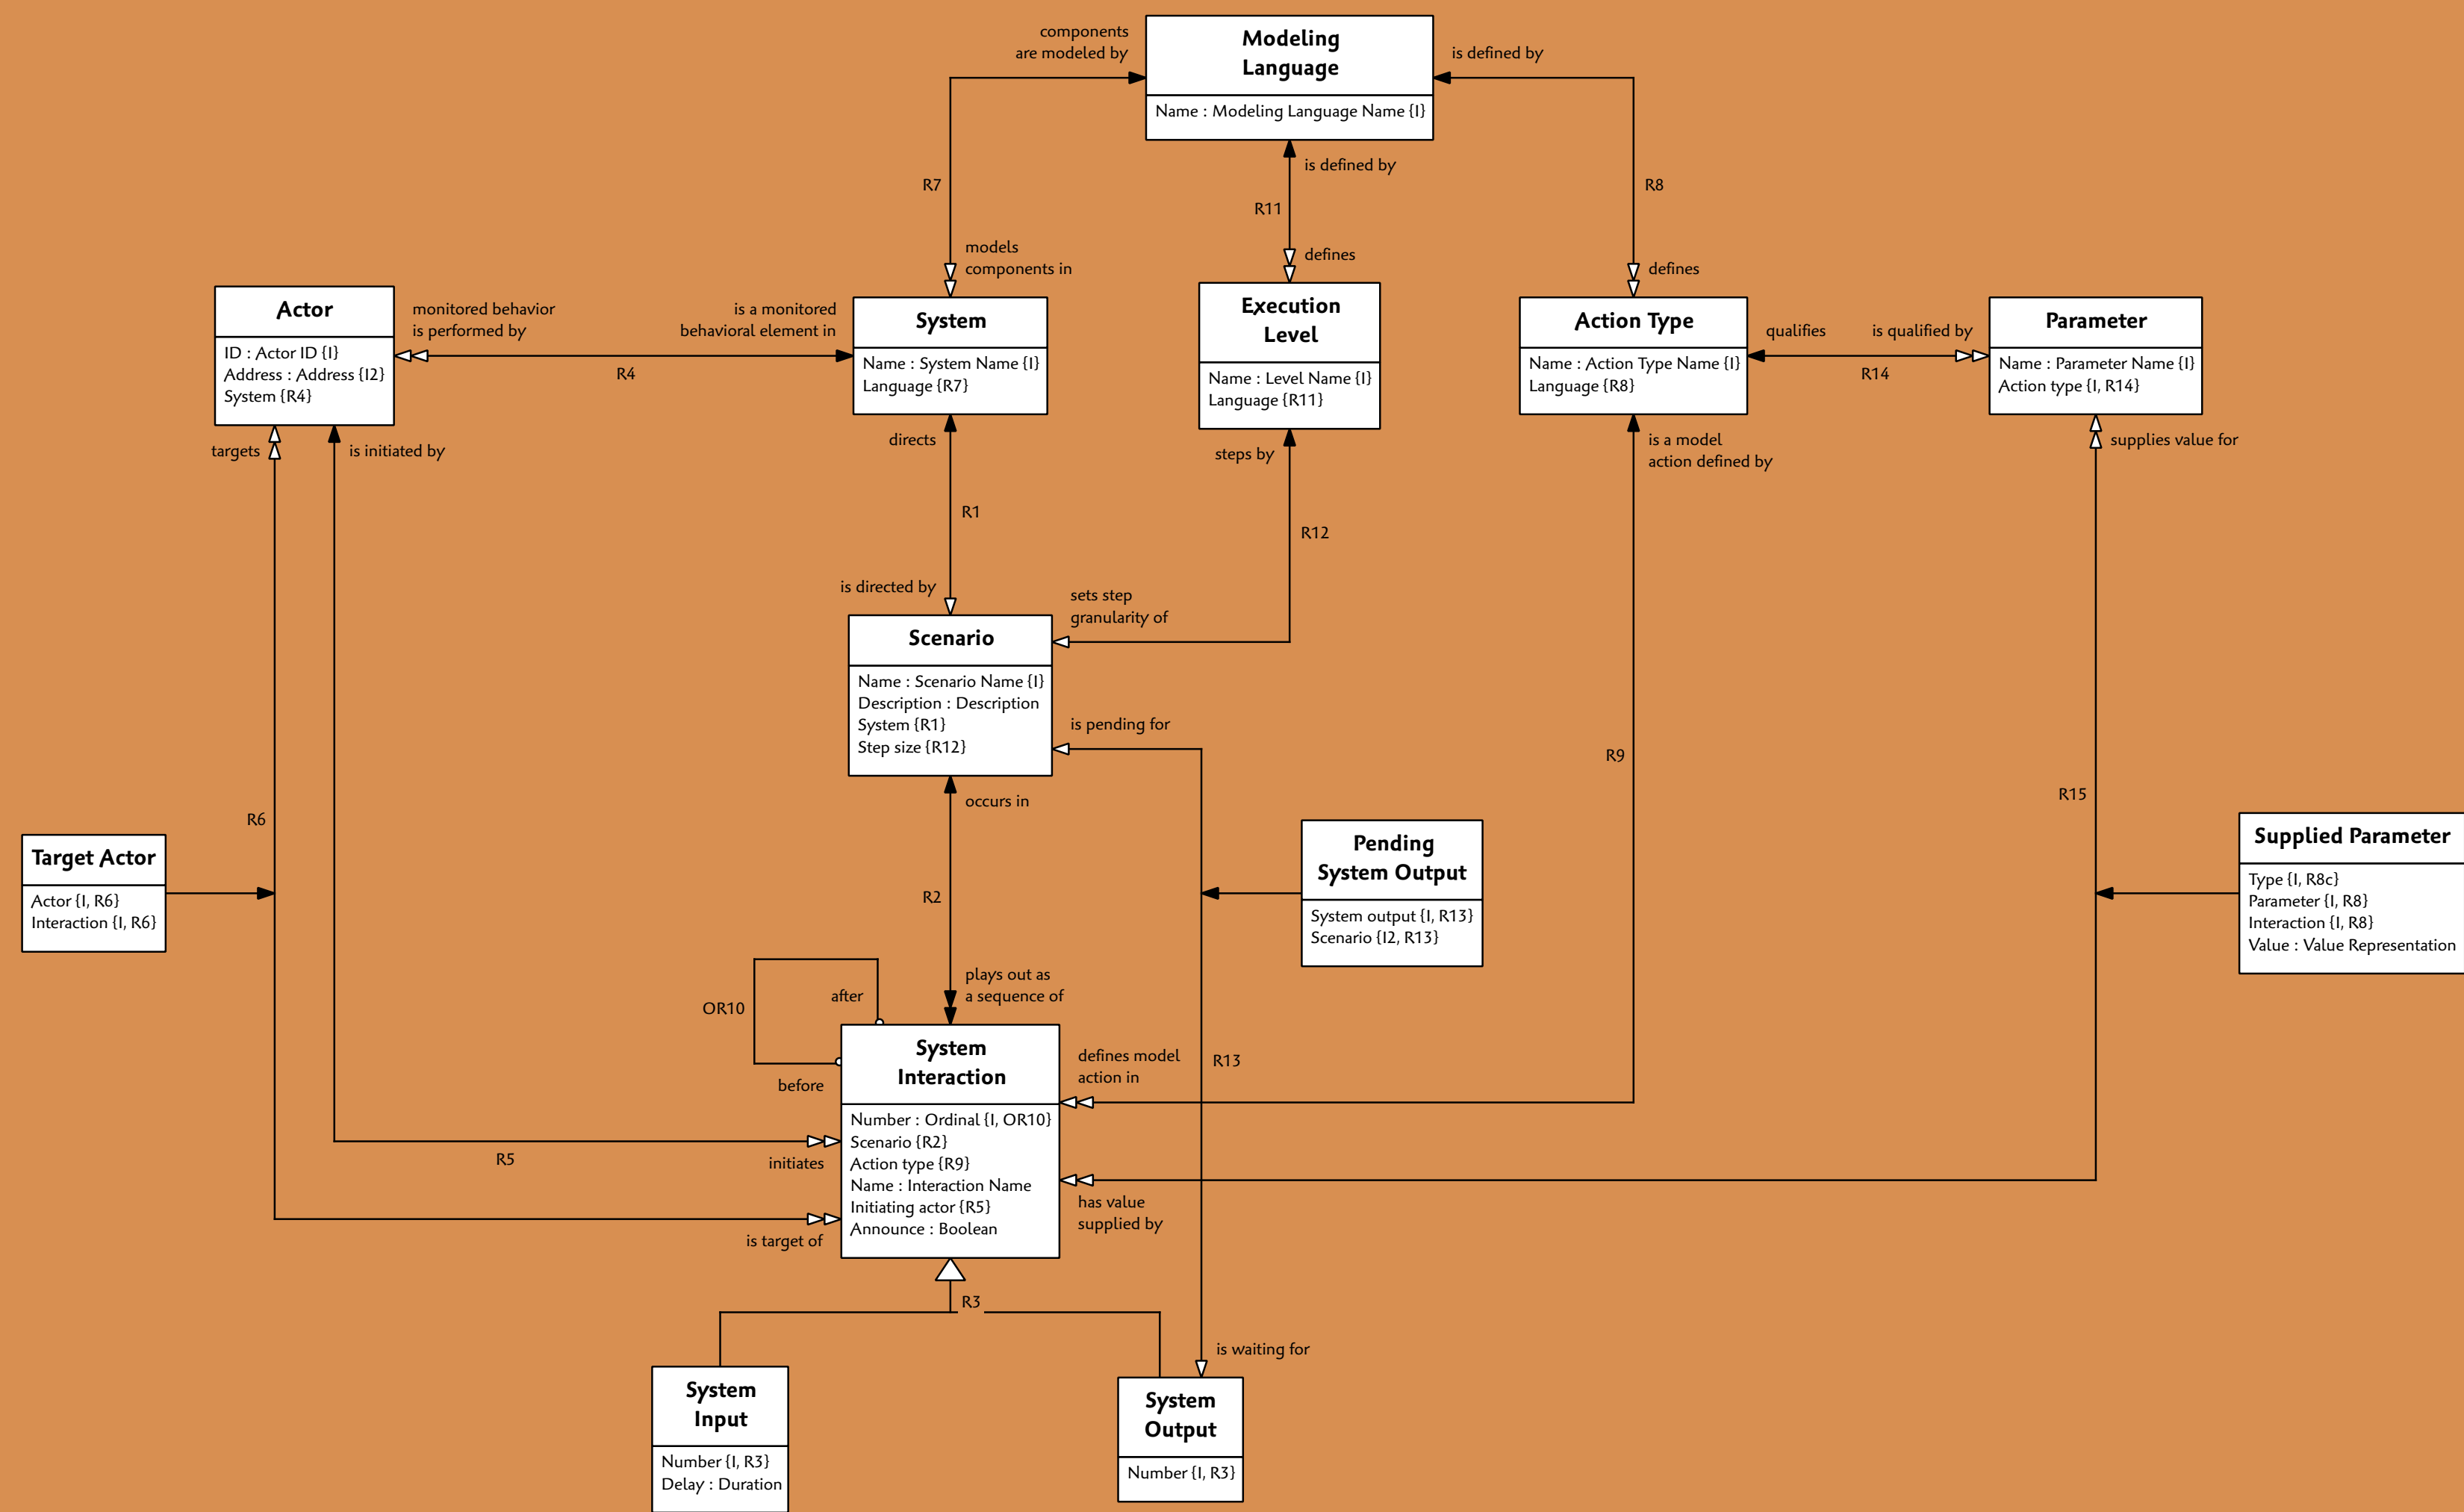 components
are modeled by
Modeling
Language
Name : Modeling Language Name {I}
is defined by
is defined by
R7
R11
R8
models
components in
defines
defines
Actor
ID : Actor ID {I}
Address : Address {I2}
System {R4}
monitored behavior
is performed by
is a monitored
behavioral element in
R4
System
Name : System Name {I}
Language {R7}
Execution
Level
Name : Level Name {I}
Language {R11}
Action Type
Name : Action Type Name {I}
Language {R8}
qualifies
is qualified by
R14
Parameter
Name : Parameter Name {I}
Action type {I, R14}
targets
is initiated by
directs
steps by
is a model
action defined by
supplies value for
R1
R12
is directed by
sets step
granularity of
Scenario
Name : Scenario Name {I}
Description : Description
System {R1}
Step size {R12}
is pending for
R9
R15
R6
occurs in
Target Actor
Actor {I, R6}
Interaction {I, R6}
R2
Pending
System Output
System output {I, R13}
Scenario {I2, R13}
Supplied Parameter
Type {I, R8c}
Parameter {I, R8}
Interaction {I, R8}
Value : Value Representation
plays out as
a sequence of
OR10
after
before
System
Interaction
Number : Ordinal {I, OR10}
Scenario {R2}
Action type {R9}
Name : Interaction Name
Initiating actor {R5}
Announce : Boolean
defines model
action in
R13
R5
initiates
has value
supplied by
is target of
R3
is waiting for
System
Input
Number {I, R3}
Delay : Duration
System
Output
Number {I, R3}